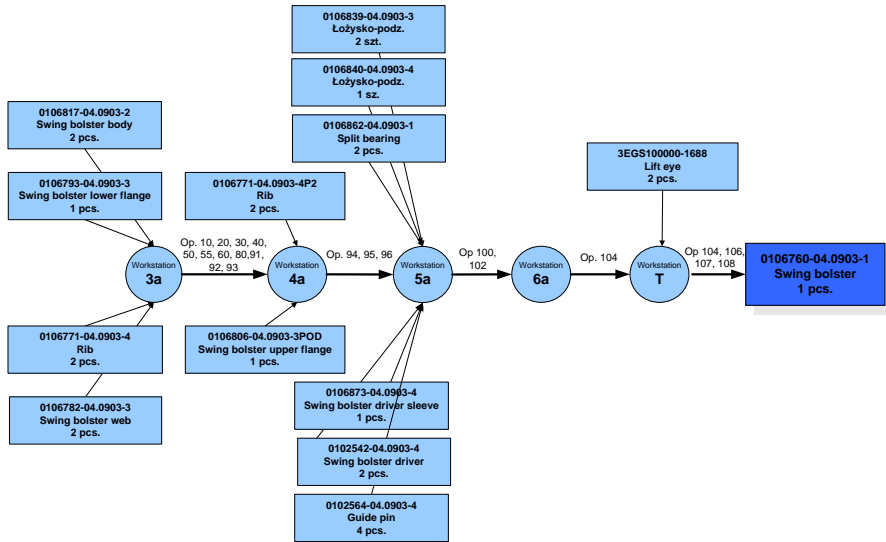 0106839-04.0903-3
Łożysko-podz.
2 szt.
0106840-04.0903-4
Łożysko-podz.
1 sz.
0106862-04.0903-1
Split bearing
2 pcs.
0106817-04.0903-2
Swing bolster body
2 pcs.
0106793-04.0903-3
Swing bolster lower flange
1 pcs.
0106771-04.0903-4P2
Rib
2 pcs.
3EGS100000-1688
Lift eye
2 pcs.
Workstation
3a
Op. 10, 20, 30, 40,
50, 55, 60, 80,91,
92, 93
Workstation
4a
Op. 94, 95, 96
Workstation
5a
Op 100,
102
Workstation
6a
Op. 104
Workstation
T
Op 104, 106,
107, 108
0106760-04.0903-1
Swing bolster
1 pcs.
0106771-04.0903-4
Rib
2 pcs.
0106806-04.0903-3POD
Swing bolster upper flange
1 pcs.
0106782-04.0903-3
Swing bolster web
2 pcs.
0106873-04.0903-4
Swing bolster driver sleeve
1 pcs.
0102542-04.0903-4
Swing bolster driver
2 pcs.
0102564-04.0903-4
Guide pin
4 pcs.